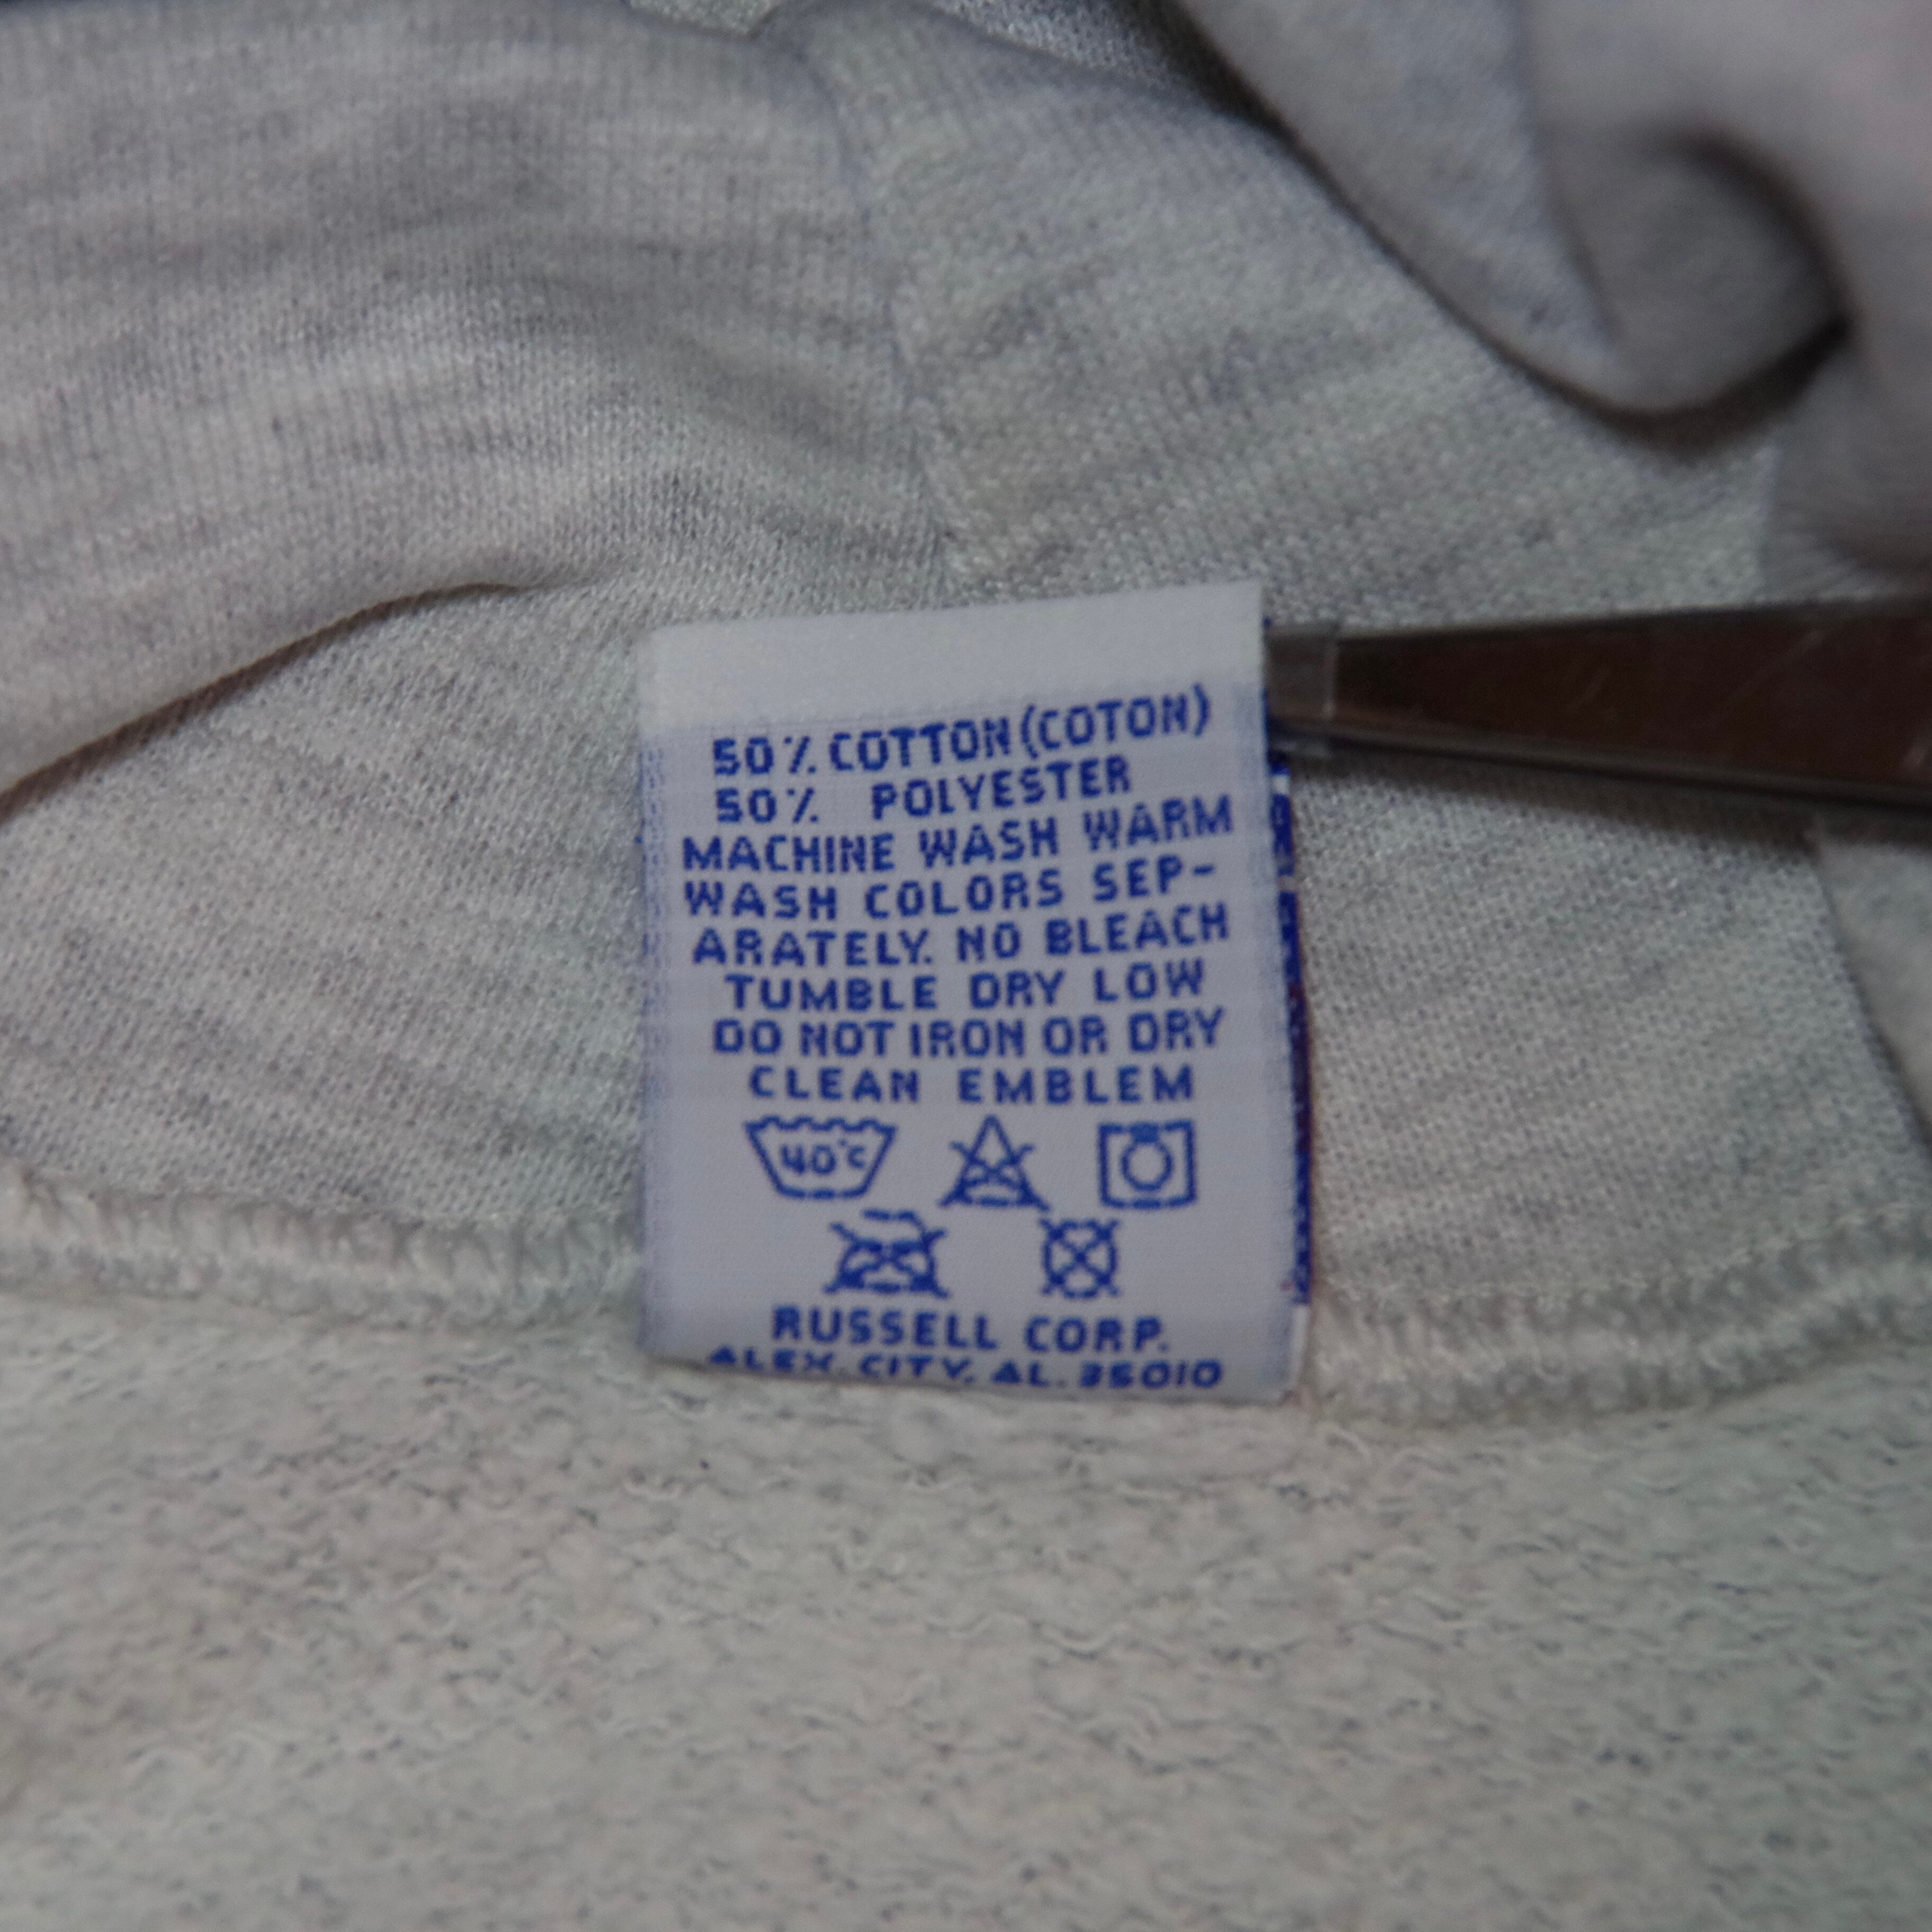 50% COTTON (COTON)
50% POLYESTER
MACHINE WASH WARM
WASH COLORS SEP-
ARATELY. NO BLEACH
TUMBLE DRY LOW
DO NOT IRON OR DRY
CLEAN EMBLEM
40°C
RUSSELL CORP.
ALEX. CITY, AL. 35010